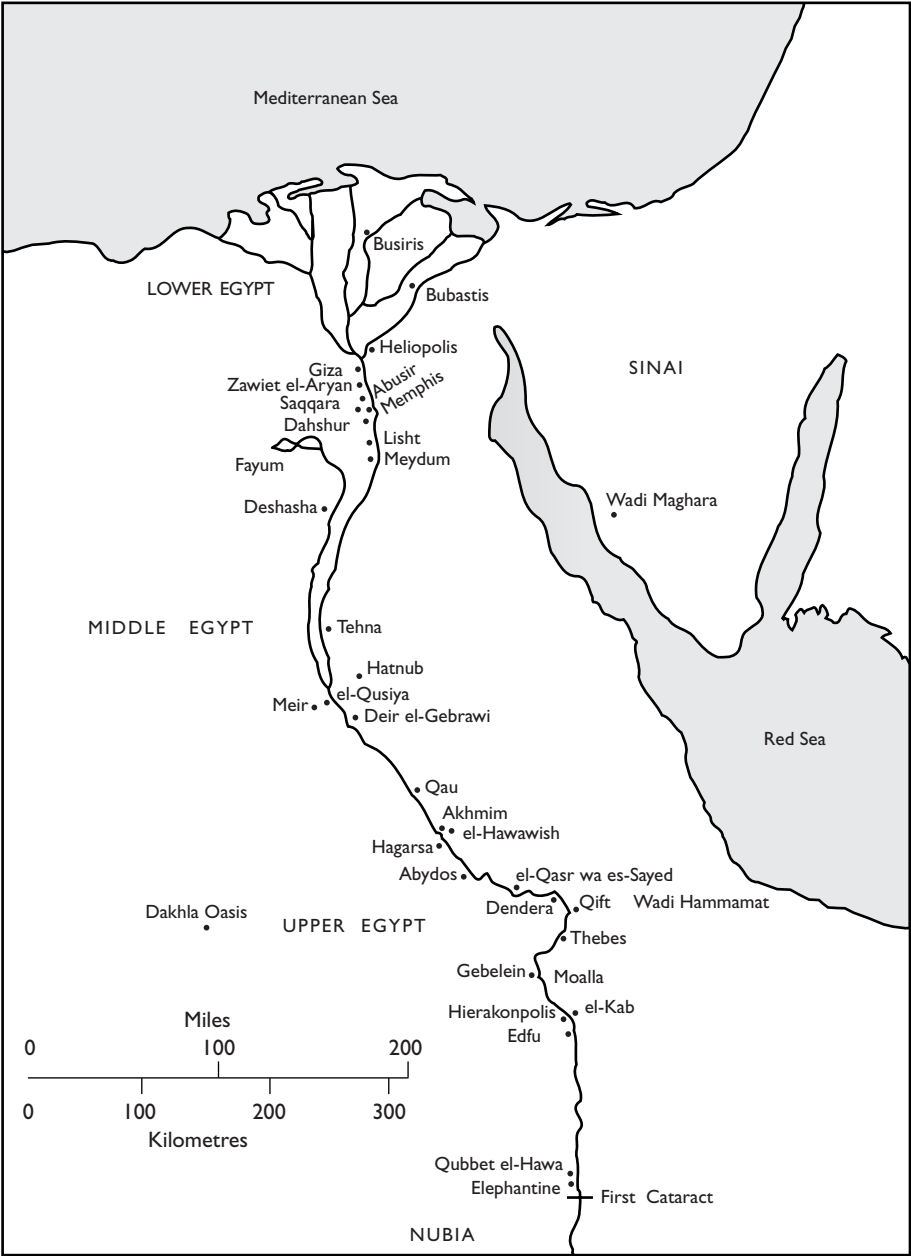 Mediterranean Sea
Busiris
LOWER EGYPT
Bubastis
Heliopolis
Giza
SINAI
Zawiet el-Aryan
Abusir
Saqqara
Memphis
Dahshur
Lisht
Fayum
Meydum
Deshasha
Wadi Maghara
MIDDLE EGYPT
Tehna
Hatnub
el-Qusiya
Meir
Deir el-Gebrawi
Red Sea
Qau
Akhmim
el-Hawawish
Hagarsa
Abydos
el-Qasr wa es-Sayed
Dendera
Qift
Wadi Hammamat
Dakhla Oasis
UPPER EGYPT
Thebes
Gebelein
Moalla
Hierakonpolis
el-Kab
Edfu
Miles
0 100 200
0 100 200 300
Kilometres
Qubbet el-Hawa
Elephantine
First Cataract
NUBIA